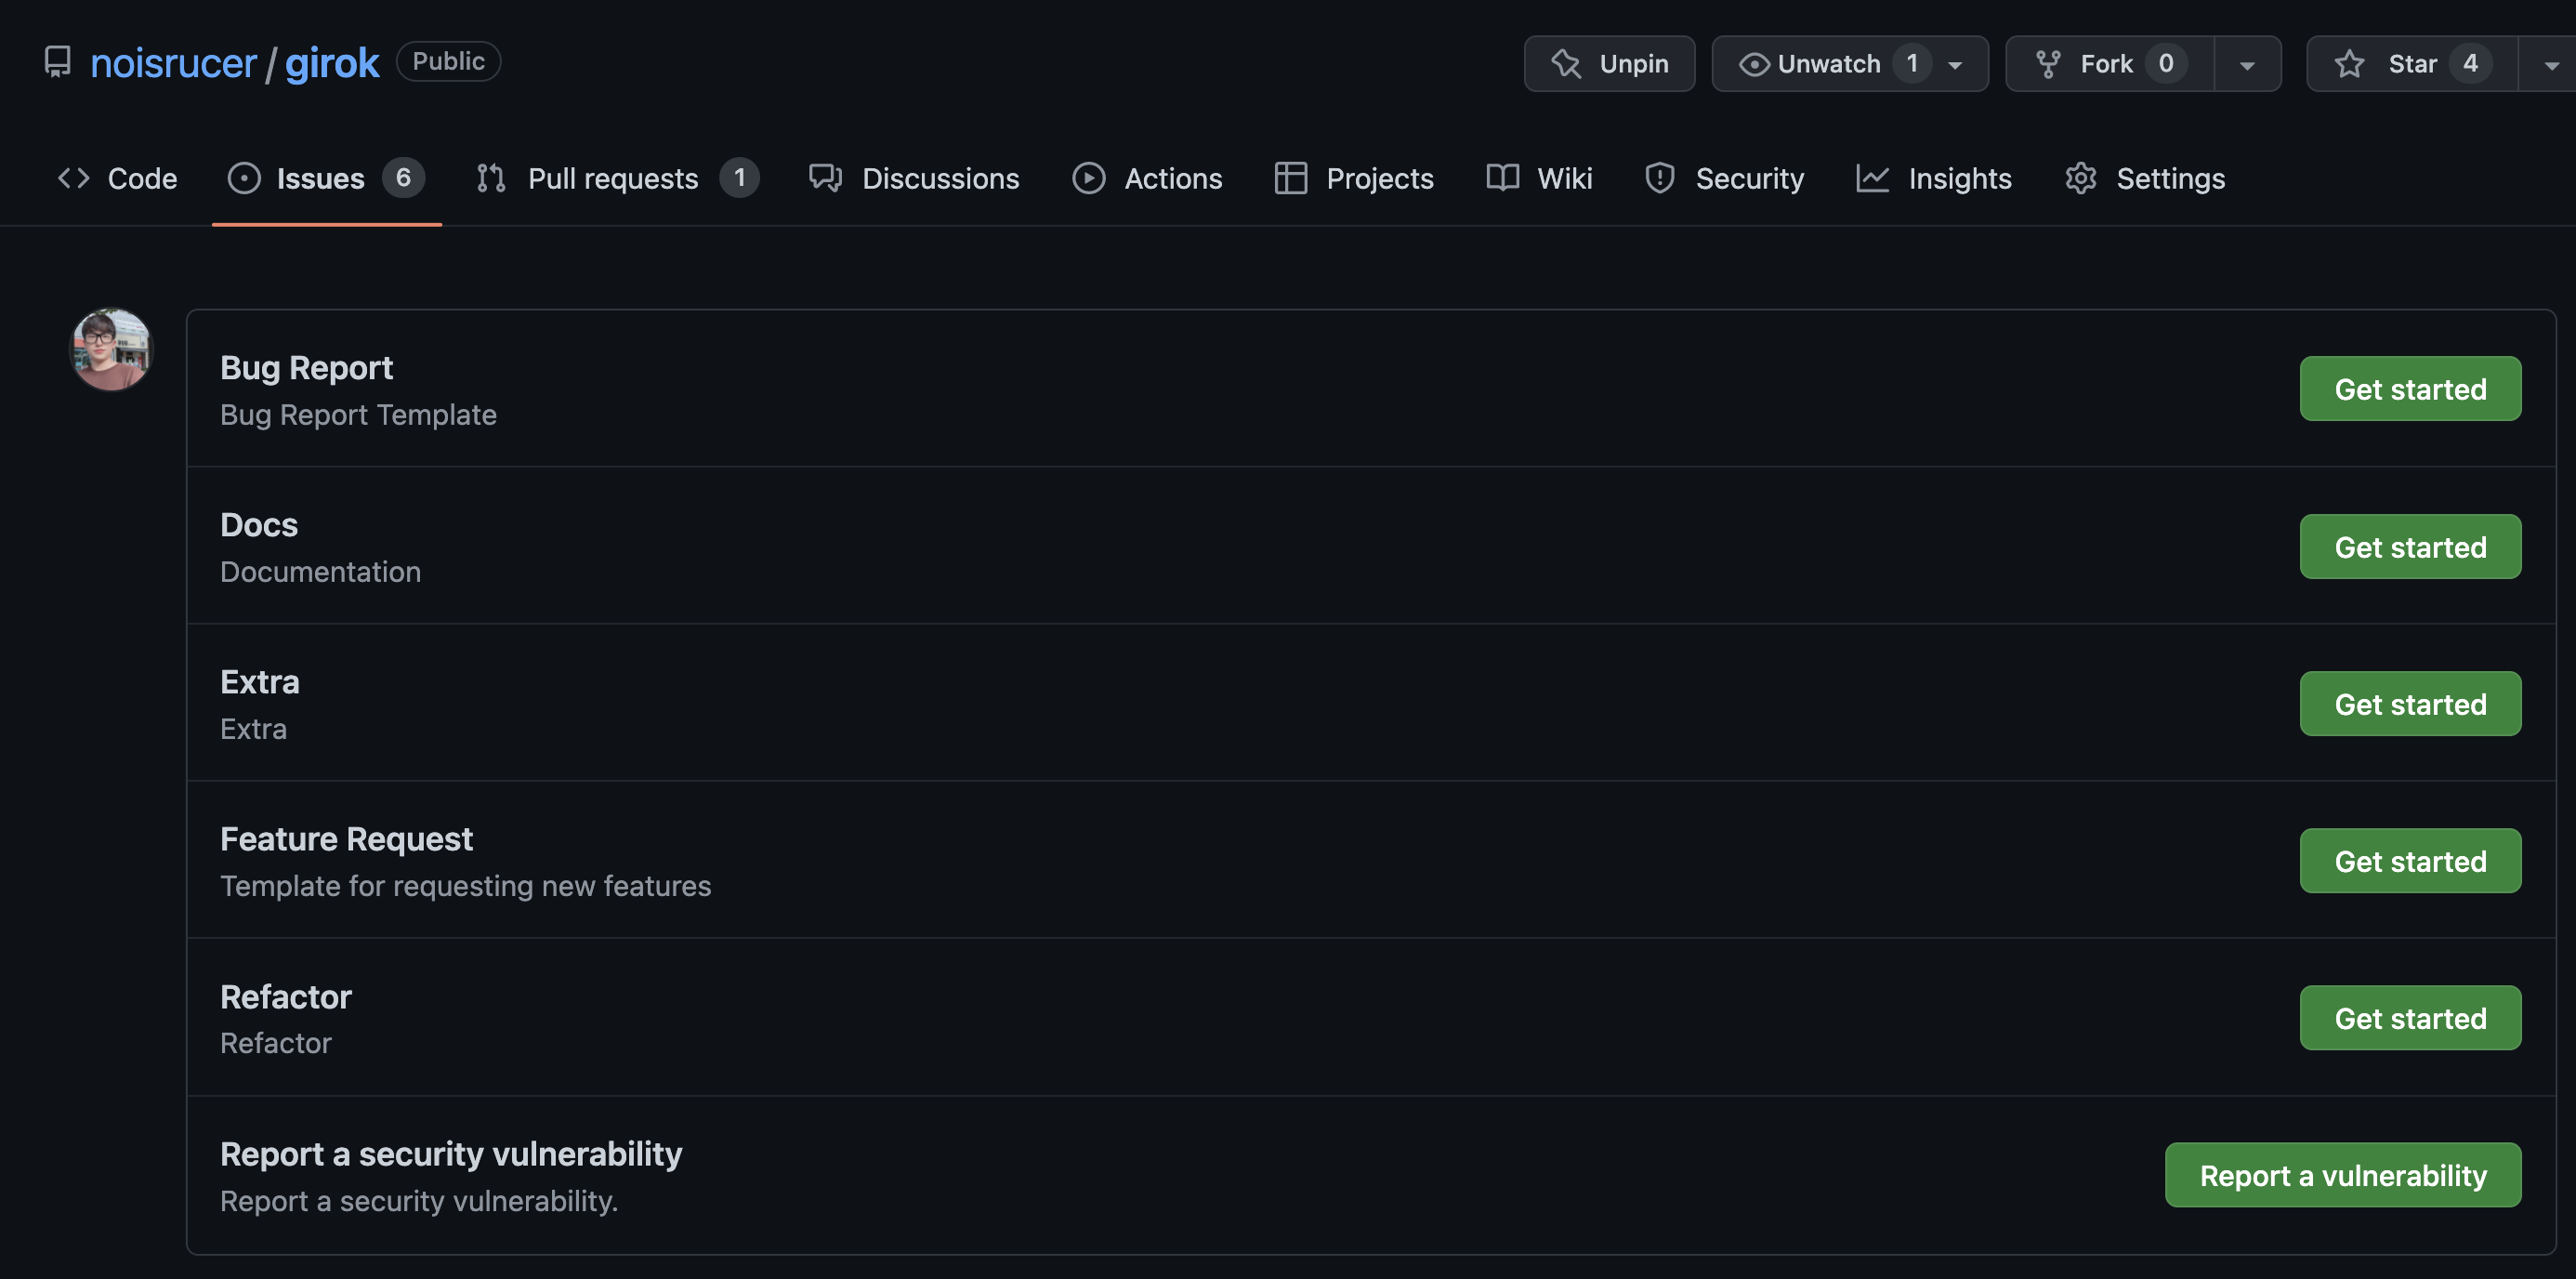 noisrucer / girok Public Unpin Unwatch 1 Fork 0 Star 4
Code Issues 6 Pull requests 1 Discussions Actions Projects Wiki Security Insights Settings
Bug Report
Bug Report Template
Get started
Docs
Documentation
Get started
Extra
Extra
Get started
Feature Request
Template for requesting new features
Get started
Refactor
Refactor
Get started
Report a security vulnerability
Report a security vulnerability.
Report a vulnerability